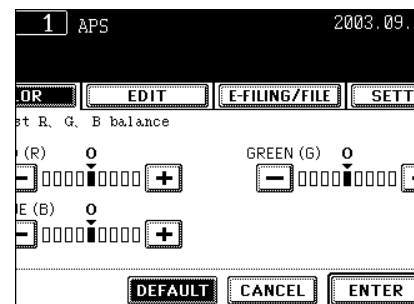 1 APS 2003.09.
OR EDIT E-FILING/FILE SETT
st R、G、B balance
(R) 0 GREEN (G) 0
E (B) 0
DEFAULT CANCEL ENTER